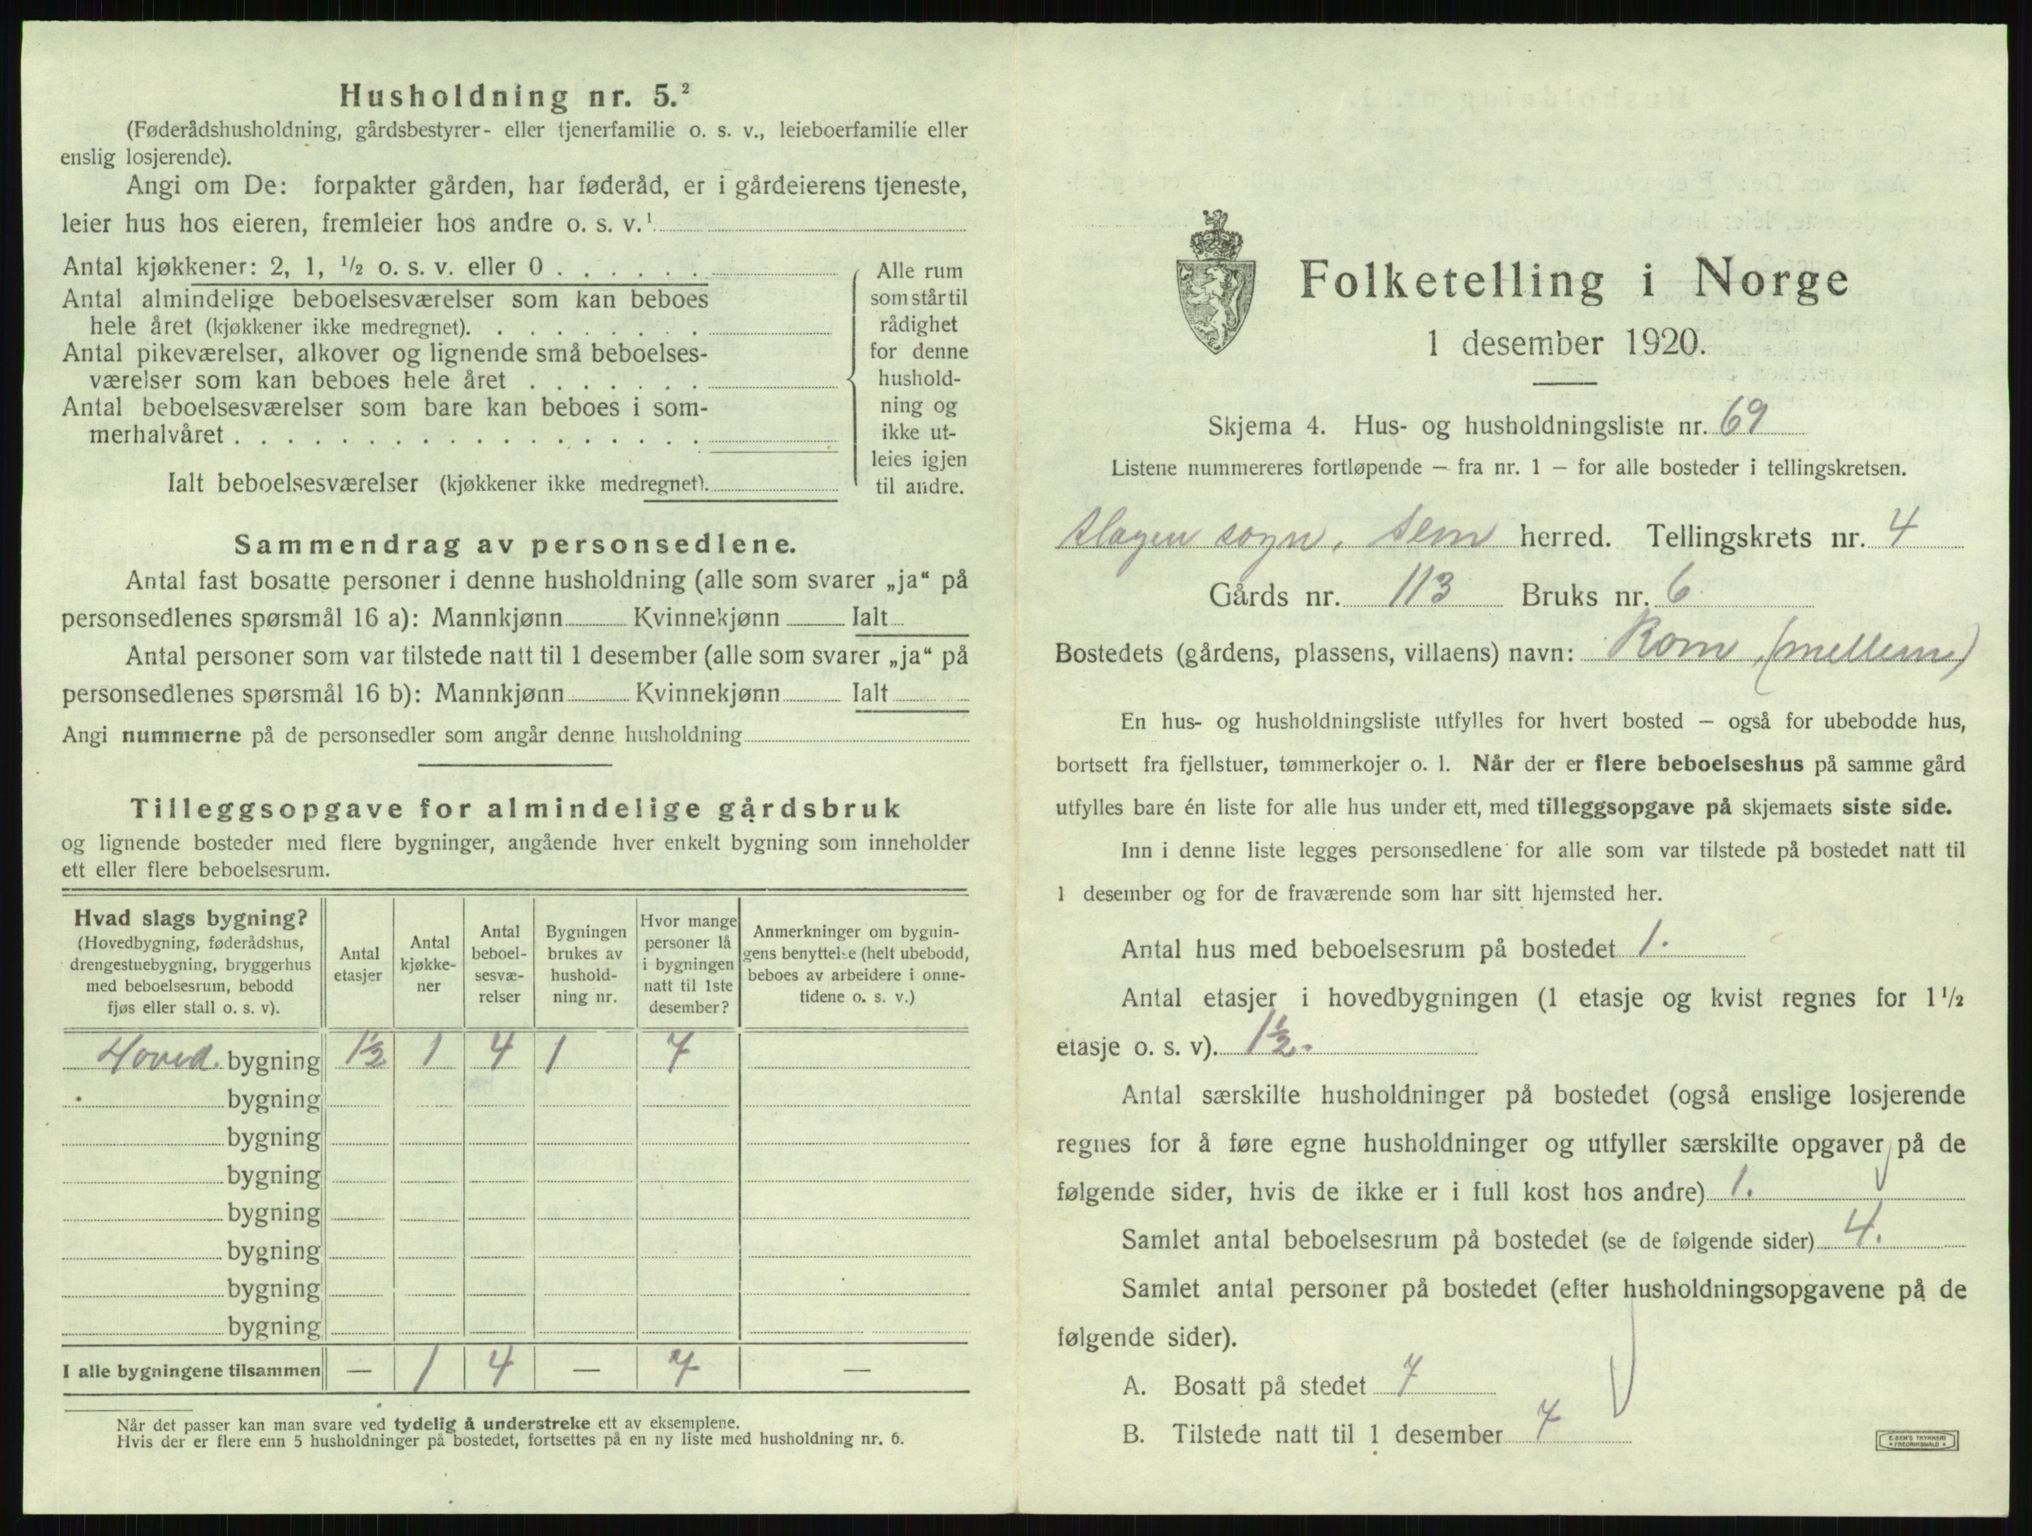 Husholdning nr. 5.²
(Føderådshusholdning, gårdsbestyrer- eller tjenerfamilie o. s. v., leieboerfamilie eller
enslig losjerende).
Angi om De: forpakter gården, har føderåd, er i gårdeierens tjeneste,
leier hus hos eieren, fremleier hos andre o. s. v.¹
Antal kjøkkener: 2, 1, ½ o. s. v. eller 0 . . . . . .
Antal almindelige beboelsesværelser som kan beboes
hele året (kjøkkener ikke medregnet). . . . . . . . .
Antal pikeværelser, alkover og lignende små beboelses-
værelser som kan beboes hele året . . . . . . .
Antal beboelsesværelser som bare kan beboes i som-
merhalvåret . . . . . . . . . . . . . . . . . .
Ialt beboelsesværelser (kjøkkener ikke medregnet).
Alle rum
som står til
rådighet
for denne
hushold-
ning og
ikke ut-
leies igjen
til andre.
Sammendrag av personsedlene.
Antal fast bosatte personer i denne husholdning (alle som svarer „ja“ på
personsedlenes spørsmål 16 a): Mannkjønn Kvinnekjønn Ialt
Antal personer som var tilstede natt til 1 desember (alle som svarer „ja“ på
personsedlenes spørsmål 16 b): Mannkjønn Kvinnekjønn Ialt
Angi nummerne på de personsedler som angår denne husholdning
Tilleggsopgave for almindelige gårdsbruk
og lignende bosteder med flere bygninger, angående hver enkelt bygning som inneholder
ett eller flere beboelsesrum.
Hvad slags bygning?
(Hovedbygning, føderådshus,
drengestuebygning, bryggerhus
med beboelsesrum, bebodd
fjøs eller stall o. s. v).
Antal
etasjer
Antal
kjøkke-
ner
Antal
beboel-
sesvæ-
relser
Bygningen
brukes av
hushold-
ning nr.
Hvor mange
personer lå
i bygningen
natt til 1ste
desember?
Anmerkninger om bygnin-
gens benyttelse (helt ubebodd,
beboes av arbeidere i onne-
tidene o. s. v.)
Hoved. bygning 1½ 1 4 1 7
bygning
bygning
bygning
bygning
bygning
bygning
bygning
I alle bygningene tilsammen — 1 4 — 7 —
Når det passer kan man svare ved tydelig å understreke ett av eksemplene.
Hvis der er flere enn 5 husholdninger på bostedet, fortsettes på en ny liste med husholdning nr. 6.
Folketelling i Norge
1 desember 1920.
Skjema 4. Hus- og husholdningsliste nr. 69
Listene nummereres fortløpende – fra nr. 1 – for alle bosteder i tellingskretsen.
Slagen sogn, Sem herred. Tellingskrets nr. 4
Gårds nr. 113 Bruks nr. 6
Bostedets (gårdens, plassens, villaens) navn: Rom, (mellem)
En hus- og husholdningsliste utfylles for hvert bosted – også for ubebodde hus,
bortsett fra fjellstuer, tømmerkojer o. l. Når der er flere beboelseshus på samme gård
utfylles bare én liste for alle hus under ett, med tilleggsopgave på skjemaets siste side.
Inn i denne liste legges personsedlene for alle som var tilstede på bostedet natt til
1 desember og for de fraværende som har sitt hjemsted her.
Antal hus med beboelsesrum på bostedet 1.
Antal etasjer i hovedbygningen (1 etasje og kvist regnes for 1½
etasje o. s. v). 1½.
Antal særskilte husholdninger på bostedet (også enslige losjerende
regnes for å føre egne husholdninger og utfyller særskilte opgaver på de
følgende sider, hvis de ikke er i full kost hos andre) 1.
Samlet antal beboelsesrum på bostedet (se de følgende sider) 4.
Samlet antal personer på bostedet (efter husholdningsopgavene på de
følgende sider).
A. Bosatt på stedet 7
B. Tilstede natt til 1 desember 7